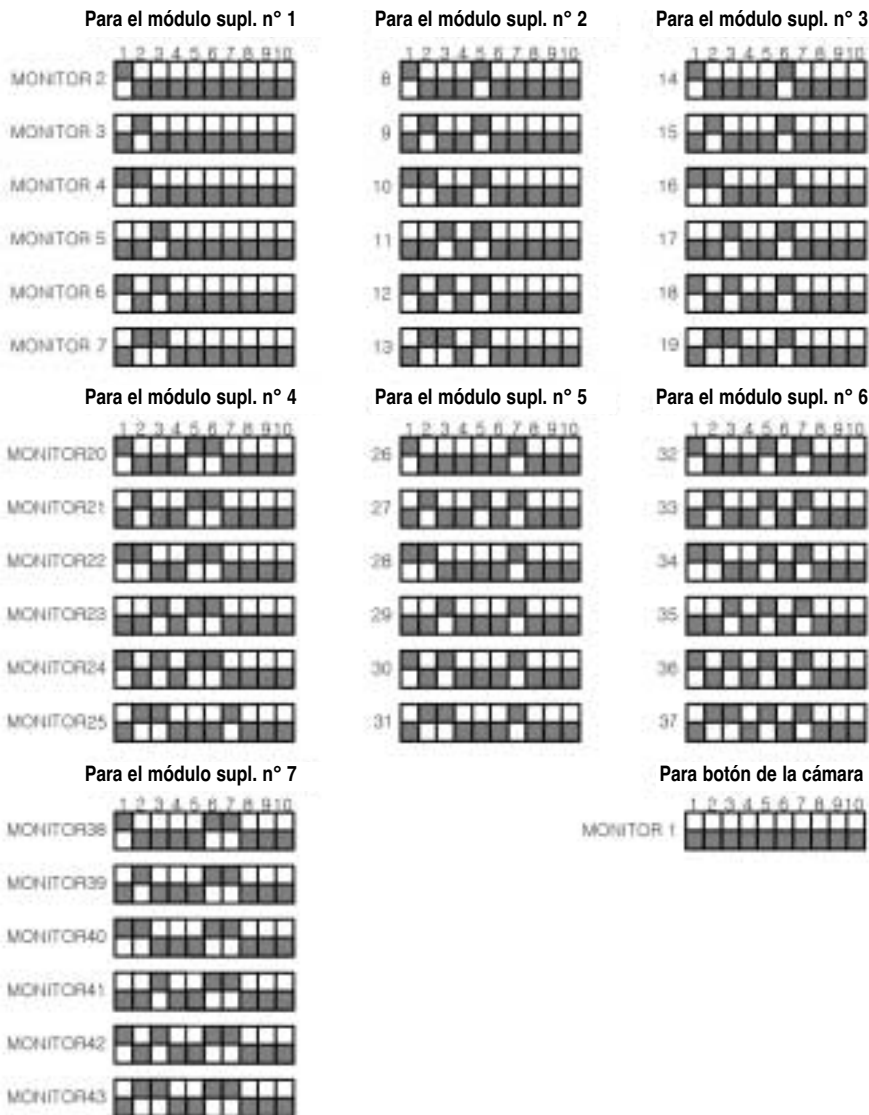 Para el módulo supl. n° 1 Para el módulo supl. n° 2 Para el módulo supl. n° 3
1 2 3 4 5 6 7 8 9 10 1 2 3 4 5 6 7 8 9 10 1 2 3 4 5 6 7 8 9 10
MONITOR 2 8 14
MONITOR 3 9 15
MONITOR 4 10 16
MONITOR 5 11 17
MONITOR 6 12 18
MONITOR 7 13 19
Para el módulo supl. n° 4 Para el módulo supl. n° 5 Para el módulo supl. n° 6
1 2 3 4 5 6 7 8 9 10 1 2 3 4 5 6 7 8 9 10 1 2 3 4 5 6 7 8 9 10
MONITOR20 26 32
MONITOR21 27 33
MONITOR22 28 34
MONITOR23 29 35
MONITOR24 30 36
MONITOR25 31 37
Para el módulo supl. n° 7 Para botón de la cámara
1 2 3 4 5 6 7 8 9 10 1 2 3 4 5 6 7 8 9 10
MONITOR38 MONITOR 1
MONITOR39
MONITOR40
MONITOR41
MONITOR42
MONITOR43